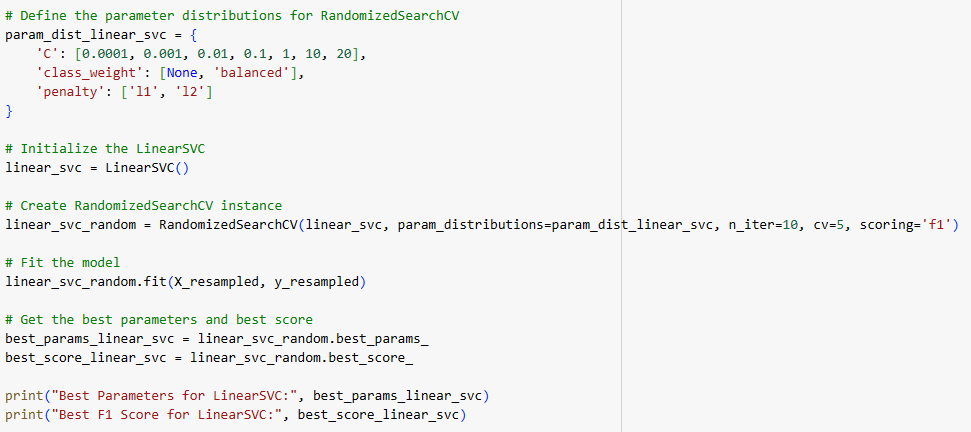 # Define the parameter distributions for RandomizedSearchCV
param_dist_linear_svc = {
    'C': [0.0001, 0.001, 0.01, 0.1, 1, 10, 20],
    'class_weight': [None, 'balanced'],
    'penalty': ['l1', 'l2']
}
# Initialize the LinearSVC
linear_svc = LinearSVC()
# Create RandomizedSearchCV instance
linear_svc_random = RandomizedSearchCV(linear_svc, param_distributions=param_dist_linear_svc, n_iter=10, cv=5, scoring='f1')
# Fit the model
linear_svc_random.fit(X_resampled, y_resampled)
# Get the best parameters and best score
best_params_linear_svc = linear_svc_random.best_params_
best_score_linear_svc = linear_svc_random.best_score_
print("Best Parameters for LinearSVC:", best_params_linear_svc)
print("Best F1 Score for LinearSVC:", best_score_linear_svc)